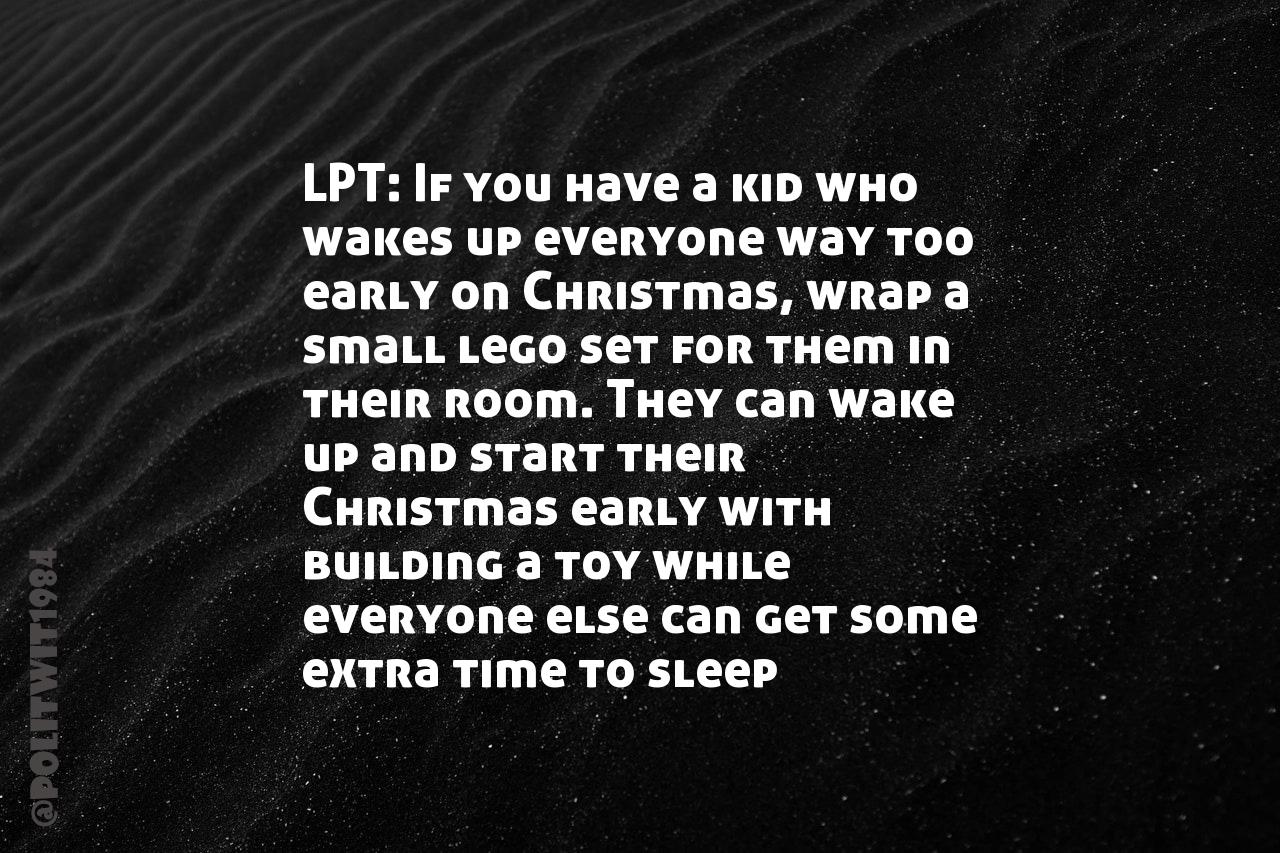 LPT: If you have a kid who
wakes up everyone way too
early on Christmas, wrap a
small lego set for them in
their room. They can wake
up and start their
Christmas early with
building a toy while
everyone else can get some
extra time to sleep
@politwit1984